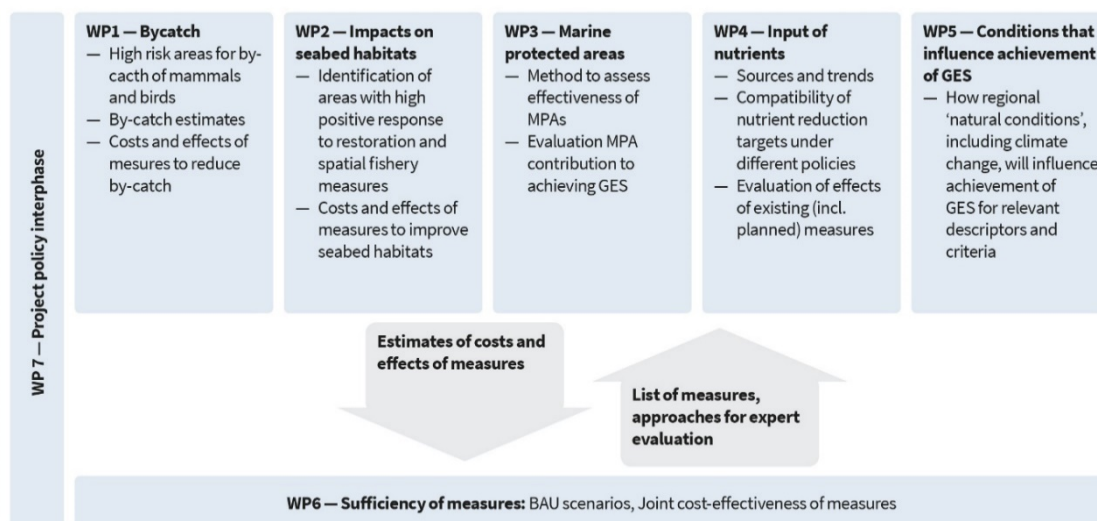 WP 7 — Project policy interphase
WP1 — Bycatch
— High risk areas for by-
cacth of mammals
and birds
— By-catch estimates
— Costs and effects of
mesures to reduce
by-catch
WP2 — Impacts on
seabed habitats
— Identification of
areas with high
positive response
to restoration and
spatial fishery
measures
— Costs and effects of
measures to improve
seabed habitats
WP3 — Marine
protected areas
— Method to assess
effectiveness of
MPAs
— Evaluation MPA
contribution to
achieving GES
WP4 — Input of
nutrients
— Sources and trends
— Compatibility of
nutrient reduction
targets under
different policies
— Evaluation of effects
of existing (incl.
planned) measures
WP5 — Conditions that
influence achievement
of GES
— How regional
‘natural conditions’,
including climate
change, will influence
achievement of
GES for relevant
descriptors and
criteria
Estimates of costs and
effects of measures
List of measures,
approaches for expert
evaluation
WP6 — Sufficiency of measures: BAU scenarios, Joint cost-effectiveness of measures